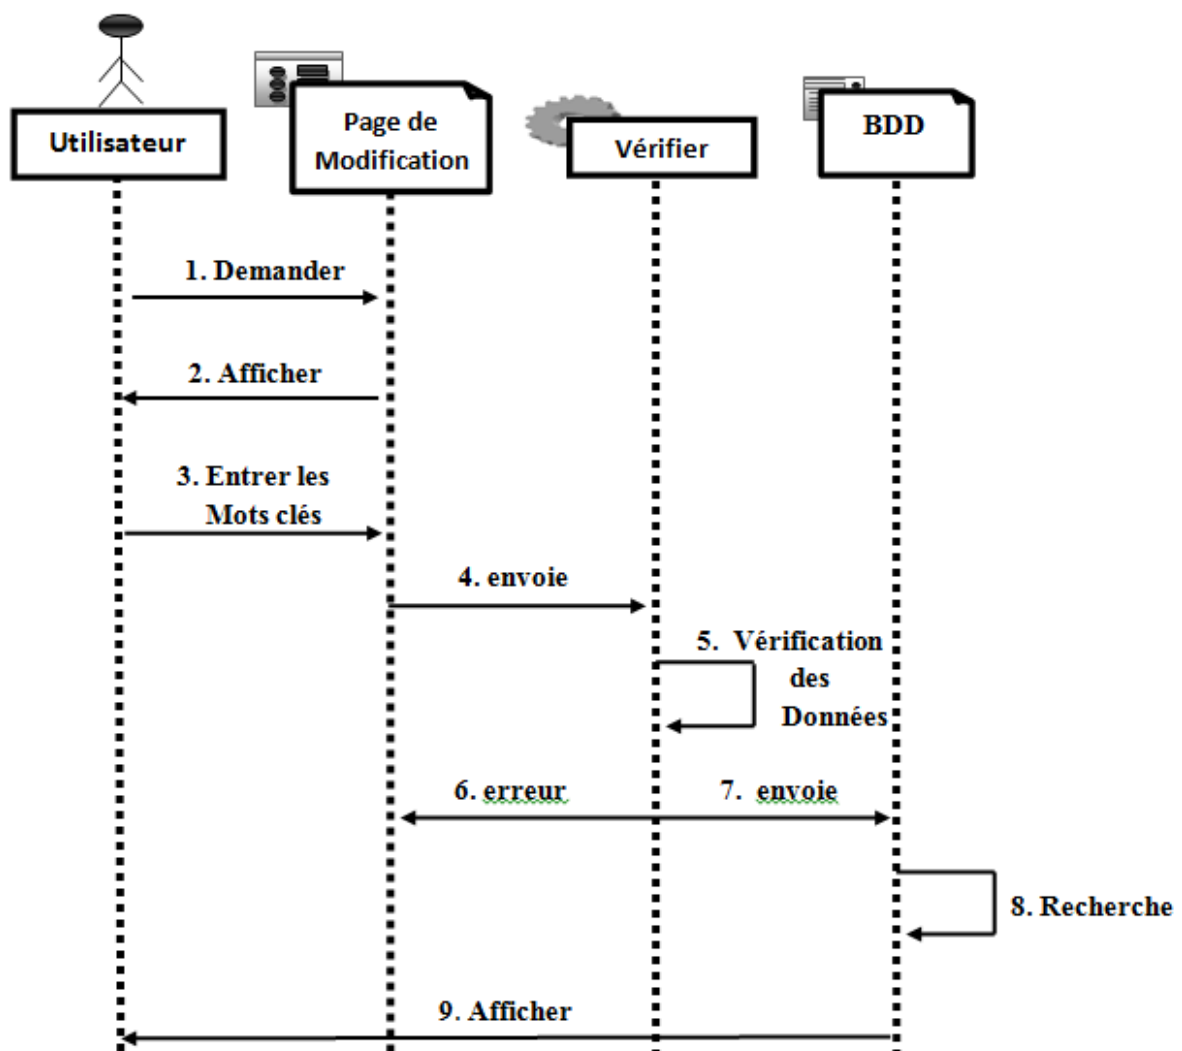 Utilisateur
Page de
Modification
Vérifier
BDD
1. Demander
2. Afficher
3. Entrer les
Mots clés
4. envoie
5. Vérification
des
Données
6. erreur
7. envoie
8. Recherche
9. Afficher